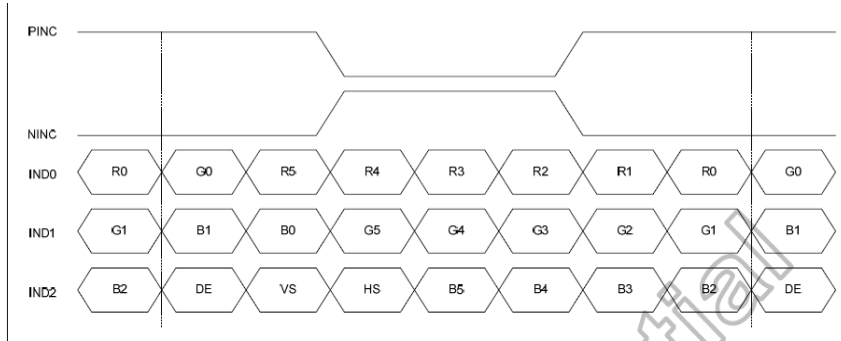 PINC
NINC
IND0 R0 G0 R5 R4 R3 R2 R1 R0 G0
IND1 G1 B1 B0 G5 G4 G3 G2 G1 B1
IND2 B2 DE VS HS B5 B4 B3 B2 DE
tial